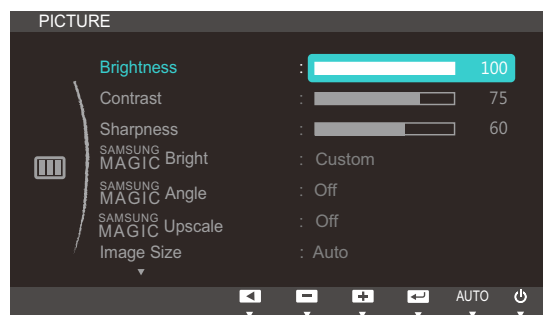 PICTURE
Brightness : 100
Contrast : 75
Sharpness : 60
SAMSUNG MAGIC Bright : Custom
SAMSUNG MAGIC Angle : Off
SAMSUNG MAGIC Upscale : Off
Image Size : Auto
AUTO